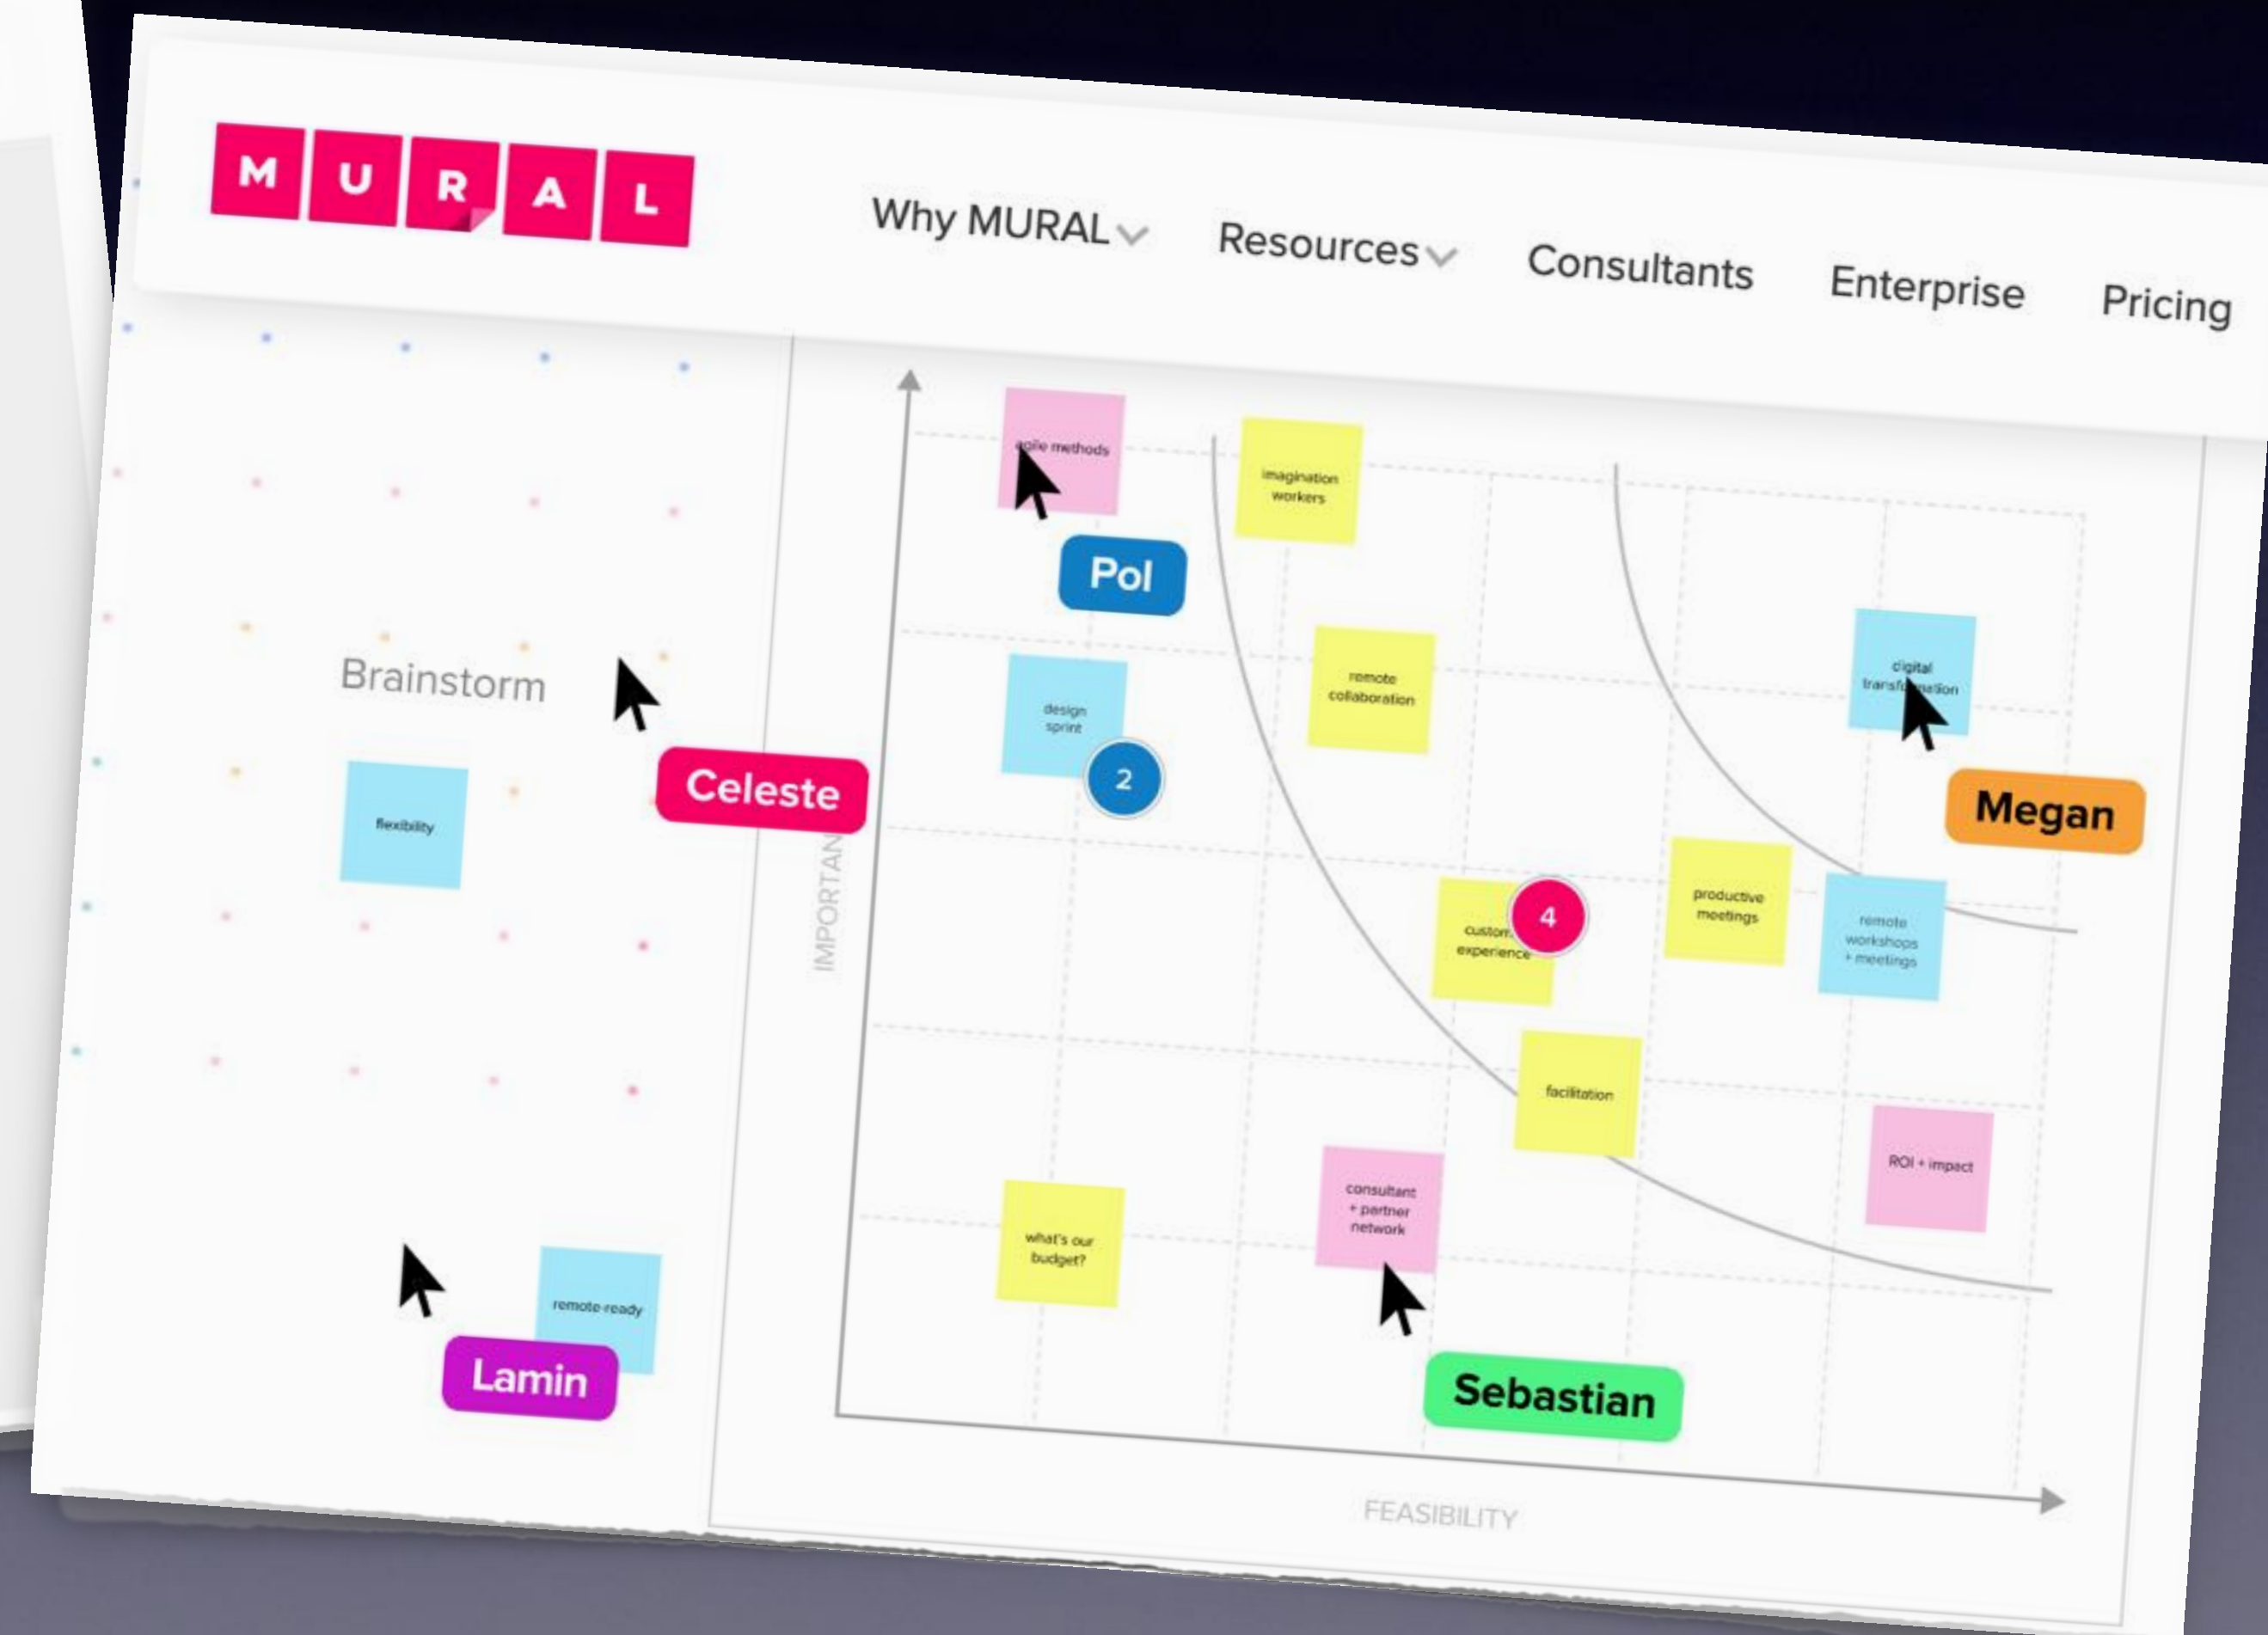 MURAL
Why MURAL
Resources
Consultants
Enterprise
Pricing
Brainstorm
flexibility
Celeste
remote-ready
Lamin
agile methods
Pol
imagination
workers
design
sprint
2
remote
collaboration
digital
transformation
Megan
IMPORTAN
4
experience
productive
meetings
remote
workshops
+ meetings
facilitation
ROI + impact
what's our
budget?
consultant
+ partner
network
Sebastian
FEASIBILITY